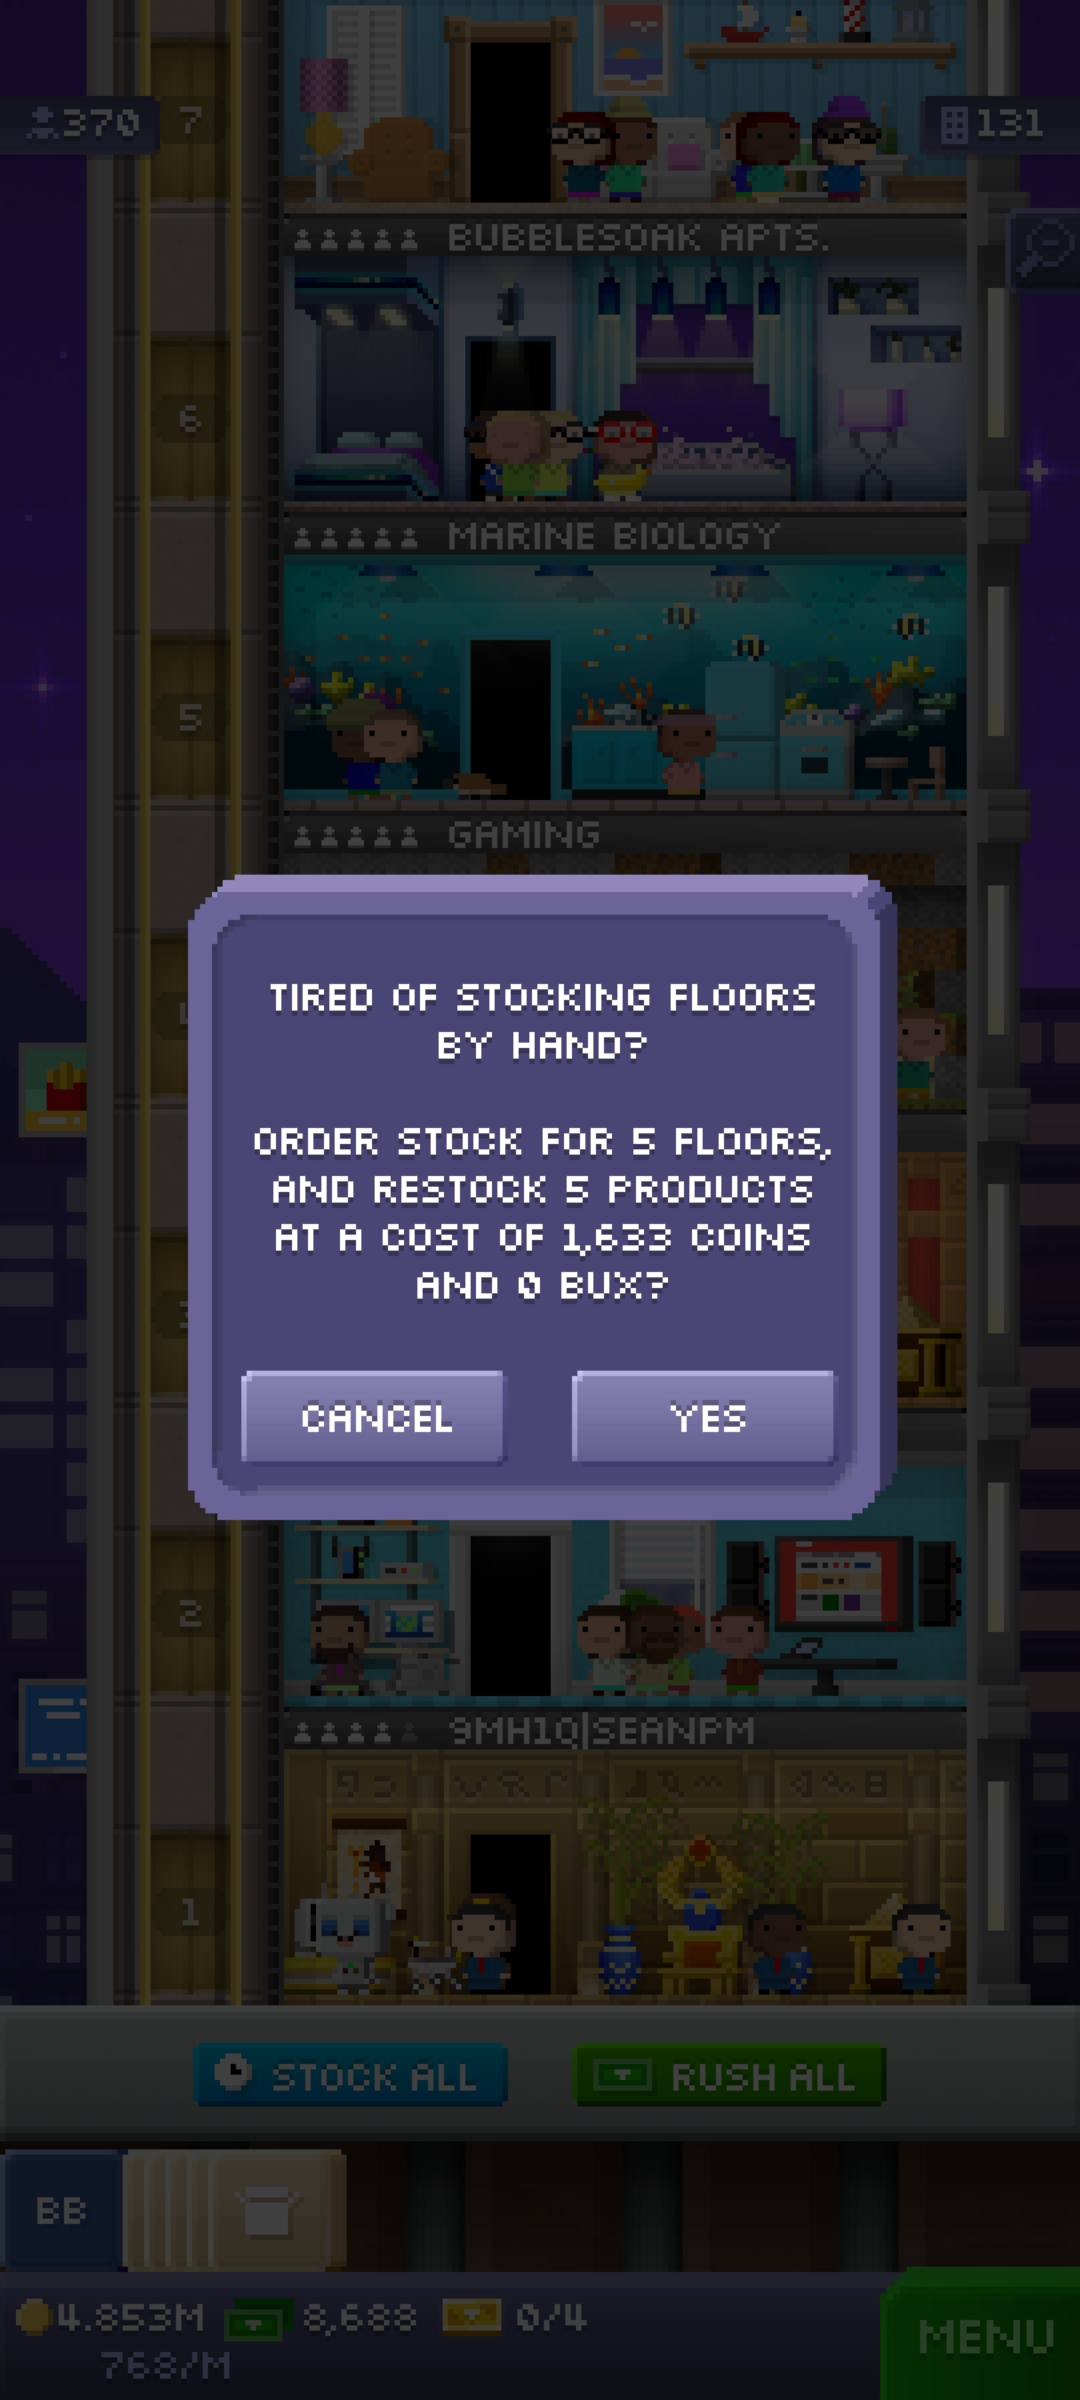 370
7
131
BUBBLESOAK APTS.
6
MARINE BIOLOGY
5
GAMING
TIRED OF STOCKING FLOORS
BY HAND?
ORDER STOCK FOR 5 FLOORS,
AND RESTOCK 5 PRODUCTS
AT A COST OF 1,633 COINS
AND 0 BUX?
CANCEL
YES
2
9MH1Q|SEANPM
1
STOCK ALL
RUSH ALL
BB
4.853M
8,688
0/4
768/M
MENU